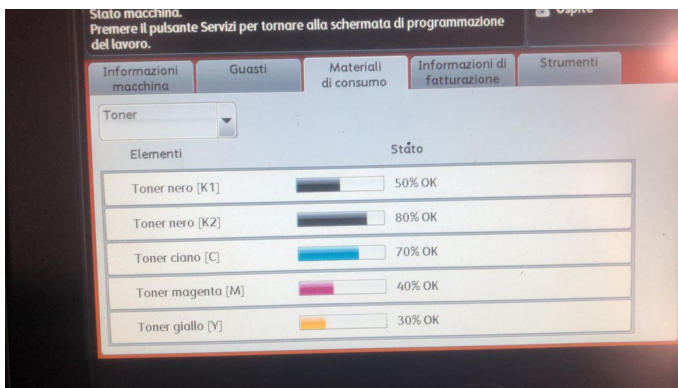 Stato macchina.
Premere il pulsante Servizi per tornare alla schermata di programmazione
del lavoro.
Ospite
Informazioni
macchina
Guasti
Materiali
di consumo
Informazioni di
fatturazione
Strumenti
Toner
Elementi
Stato
Toner nero [K1]
50% OK
Toner nero [K2]
80% OK
Toner ciano [C]
70% OK
Toner magenta [M]
40% OK
Toner giallo [Y]
30% OK